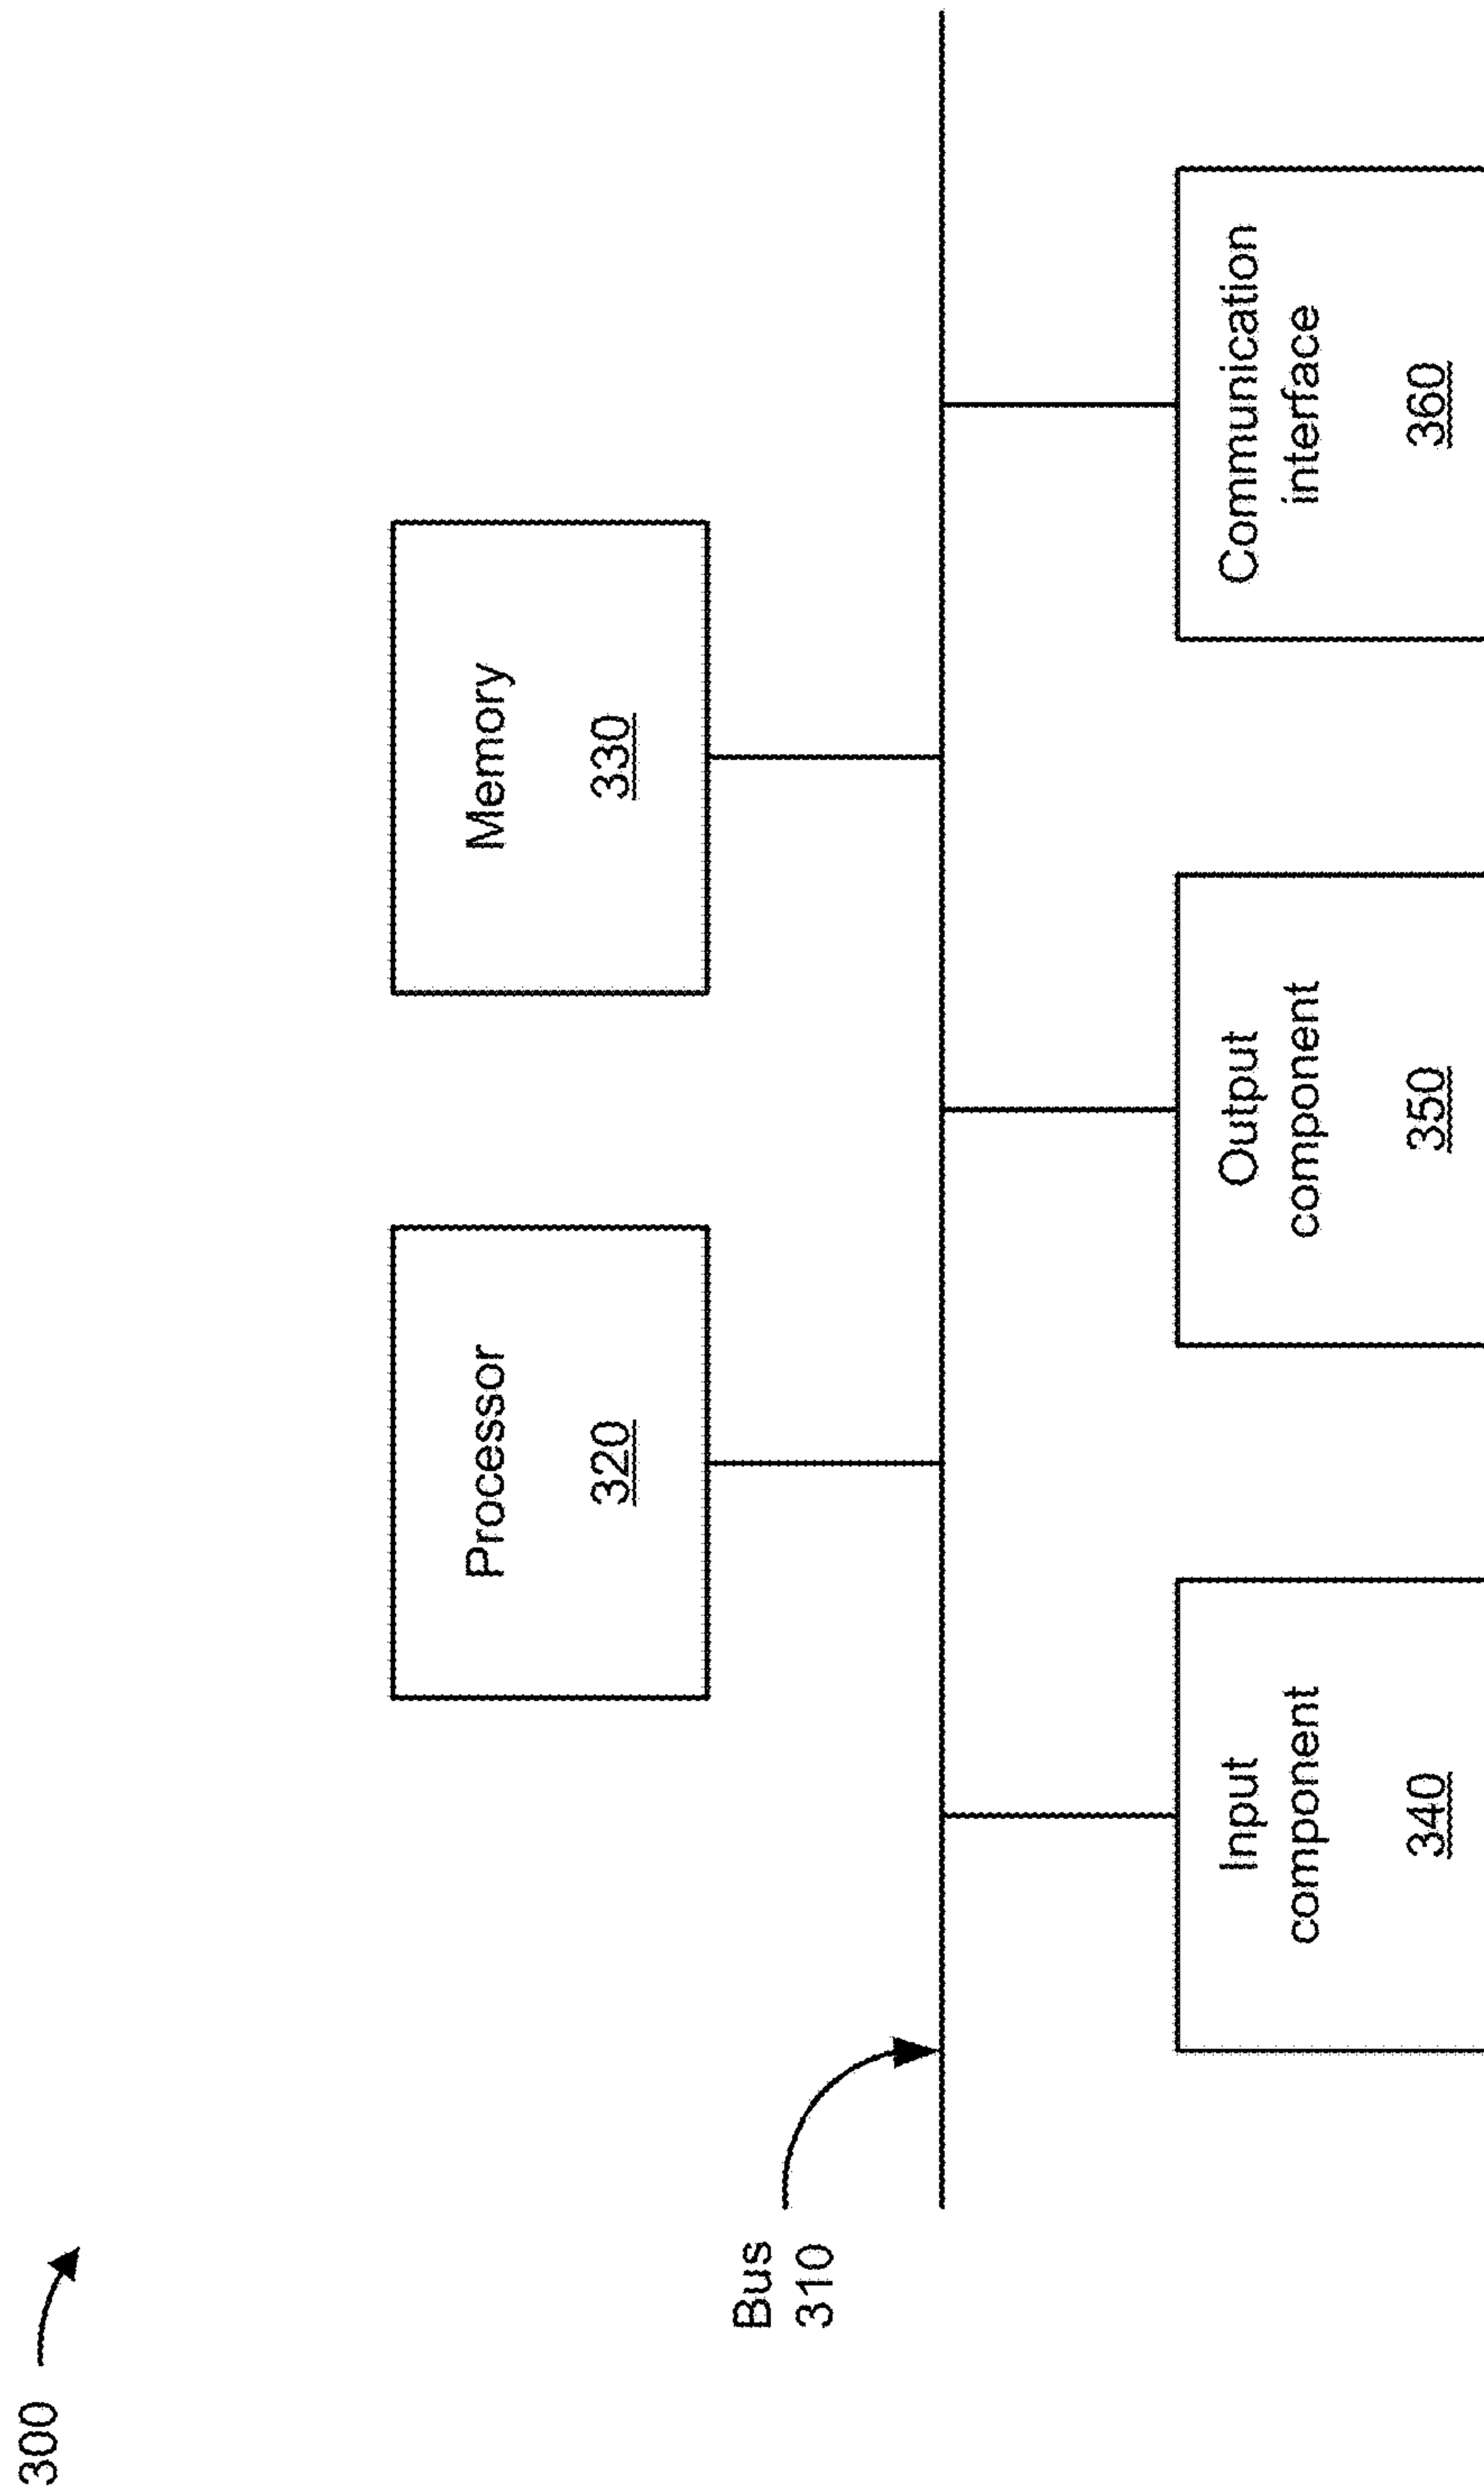 300
Processor
320
Memory
330
Bus
310
Input
component
340
Output
component
350
Communication
interface
360